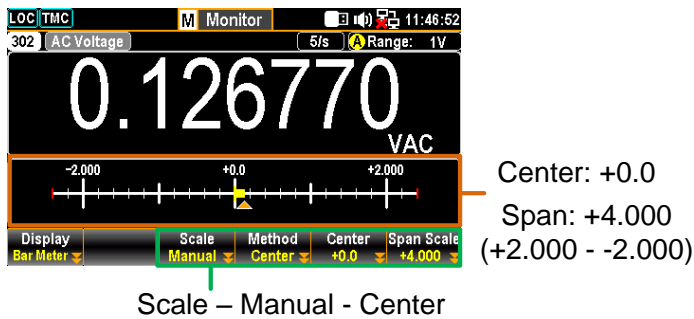 LOC TMC M Monitor 11:46:52
302 AC Voltage 5/s A Range: 1V
0.126770
VAC
-2.000 +0.0 +2.000
Center: +0.0
Span: +4.000
(+2.000 - -2.000)
Display Scale Method Center Span Scale
Bar Meter Manual Center +0.0 +4.000
Scale – Manual - Center